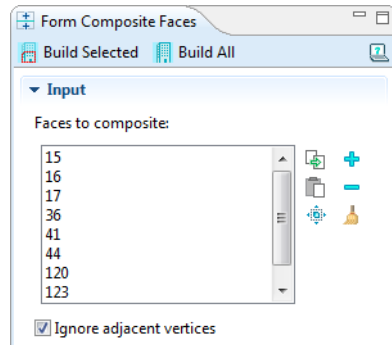 Form Composite Faces
Build Selected Build All
Input
Faces to composite:
15
16
17
36
41
44
120
123
Ignore adjacent vertices